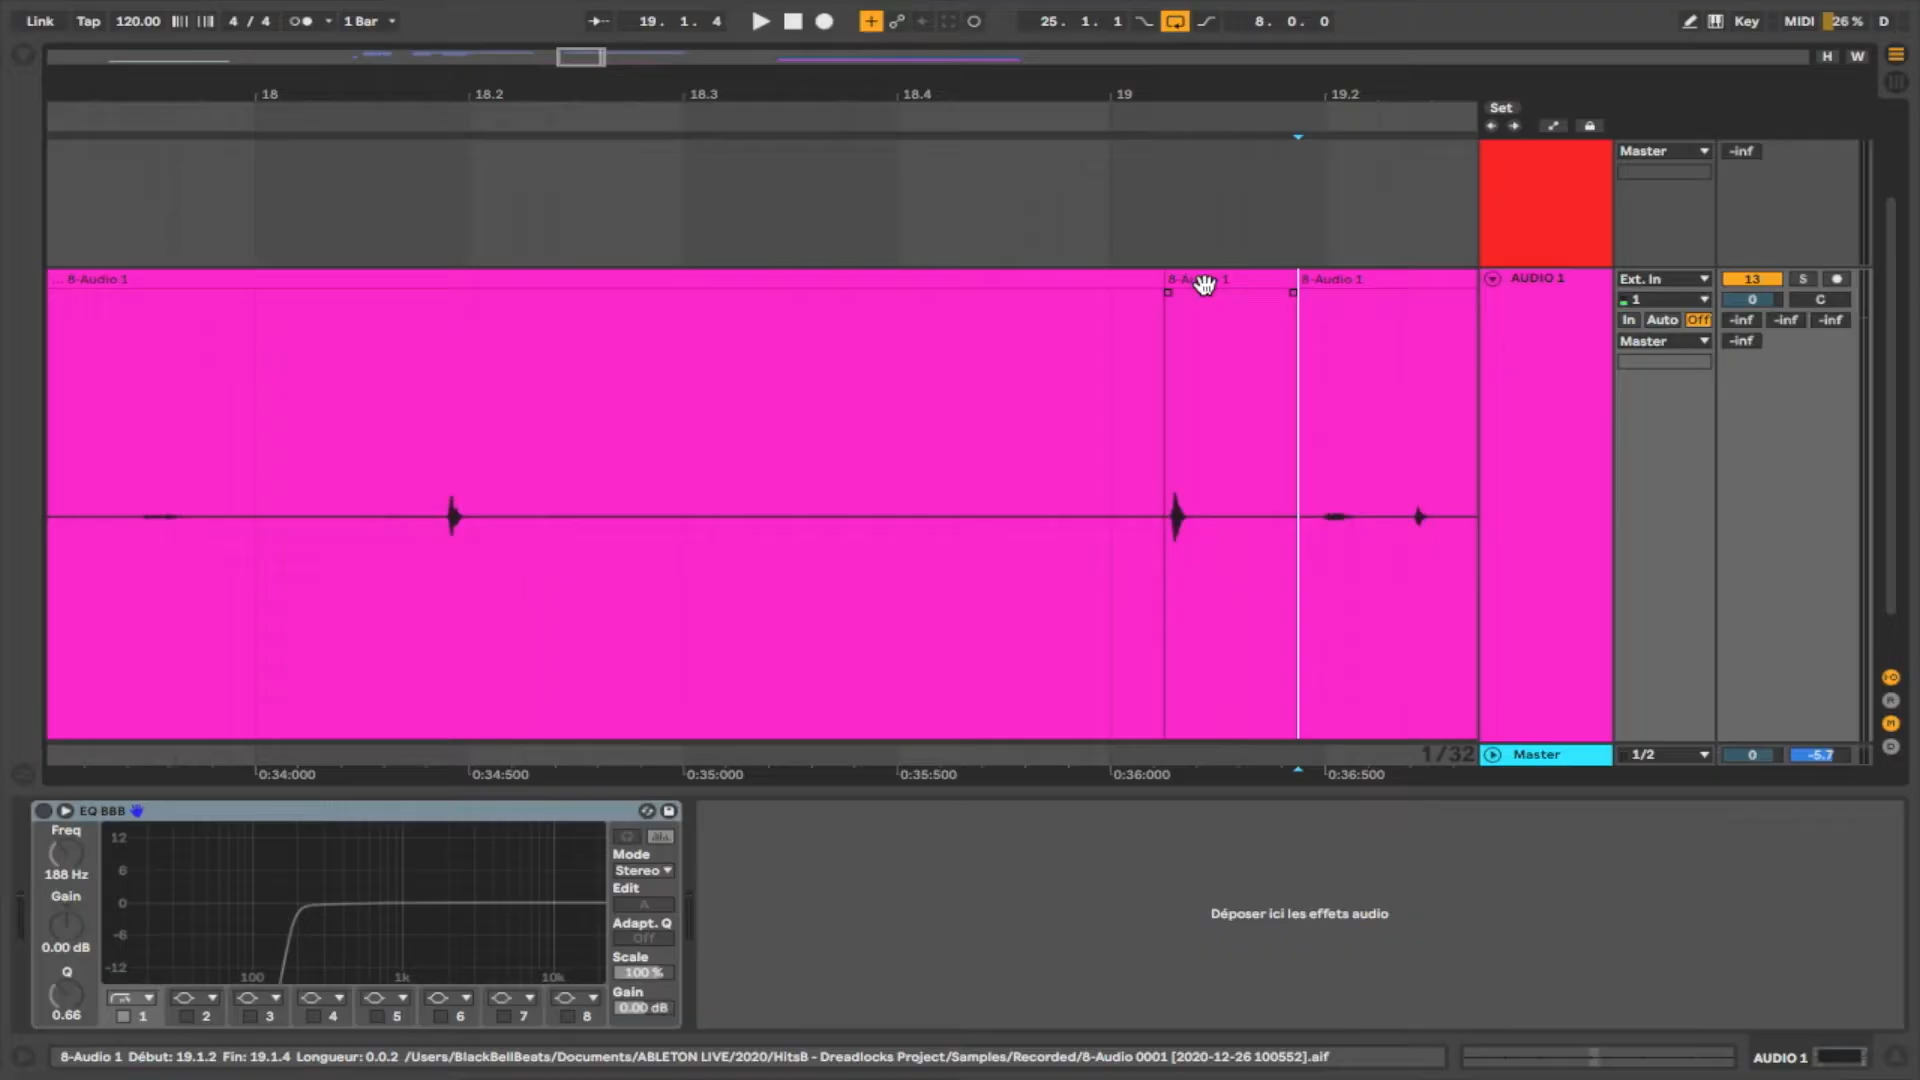 Link Tap 120.00 4 / 4 1 Bar 19. 1. 4 25. 1. 1 8. 0. 0 Key MIDI 26 % D
H W
18 18.2 18.3 18.4 19 19.2
Set
Master -inf
... 8-Audio 1 8-Audio 1 8-Audio 1 AUDIO 1 Ext. In 13 S
1 0 C
In Auto Off -inf -inf -inf
Master -inf
1/32 Master 1/2 0 -5.7
0:34:000 0:34:500 0:35:000 0:35:500 0:36:000 0:36:500
EQ BBB
Freq
188 Hz
Gain
0.00 dB
Q
0.66
12
6
0
-6
-12
100 1k 10k
Mode
Stereo
Edit
A
Adapt. Q
Off
Scale
100 %
Gain
0.00 dB
1 2 3 4 5 6 7 8
Déposer ici les effets audio
8-Audio 1 Début: 19.1.2 Fin: 19.1.4 Longueur: 0.0.2 /Users/BlackBellBeats/Documents/ABLETON LIVE/2020/HitsB - Dreadlocks Project/Samples/Recorded/8-Audio 0001 [2020-12-26 100552].aif
AUDIO 1